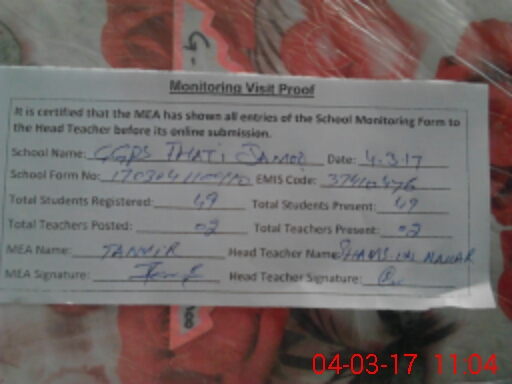 Monitoring Visit Proof
It is certified that the MEA has shown all entries of the School Monitoring Form to
the Head Teacher before its online submission.
School Name: GGPS THATI Date: 4.3.17
School Form No: EMIS Code:
Total Students Registered: 49 Total Students Present: 49
Total Teachers Posted: 02 Total Teachers Present: 02
MEA Name: TANVIR Head Teacher Name: SHAMS
MEA Signature: Head Teacher Signature:
04-03-17 11:04